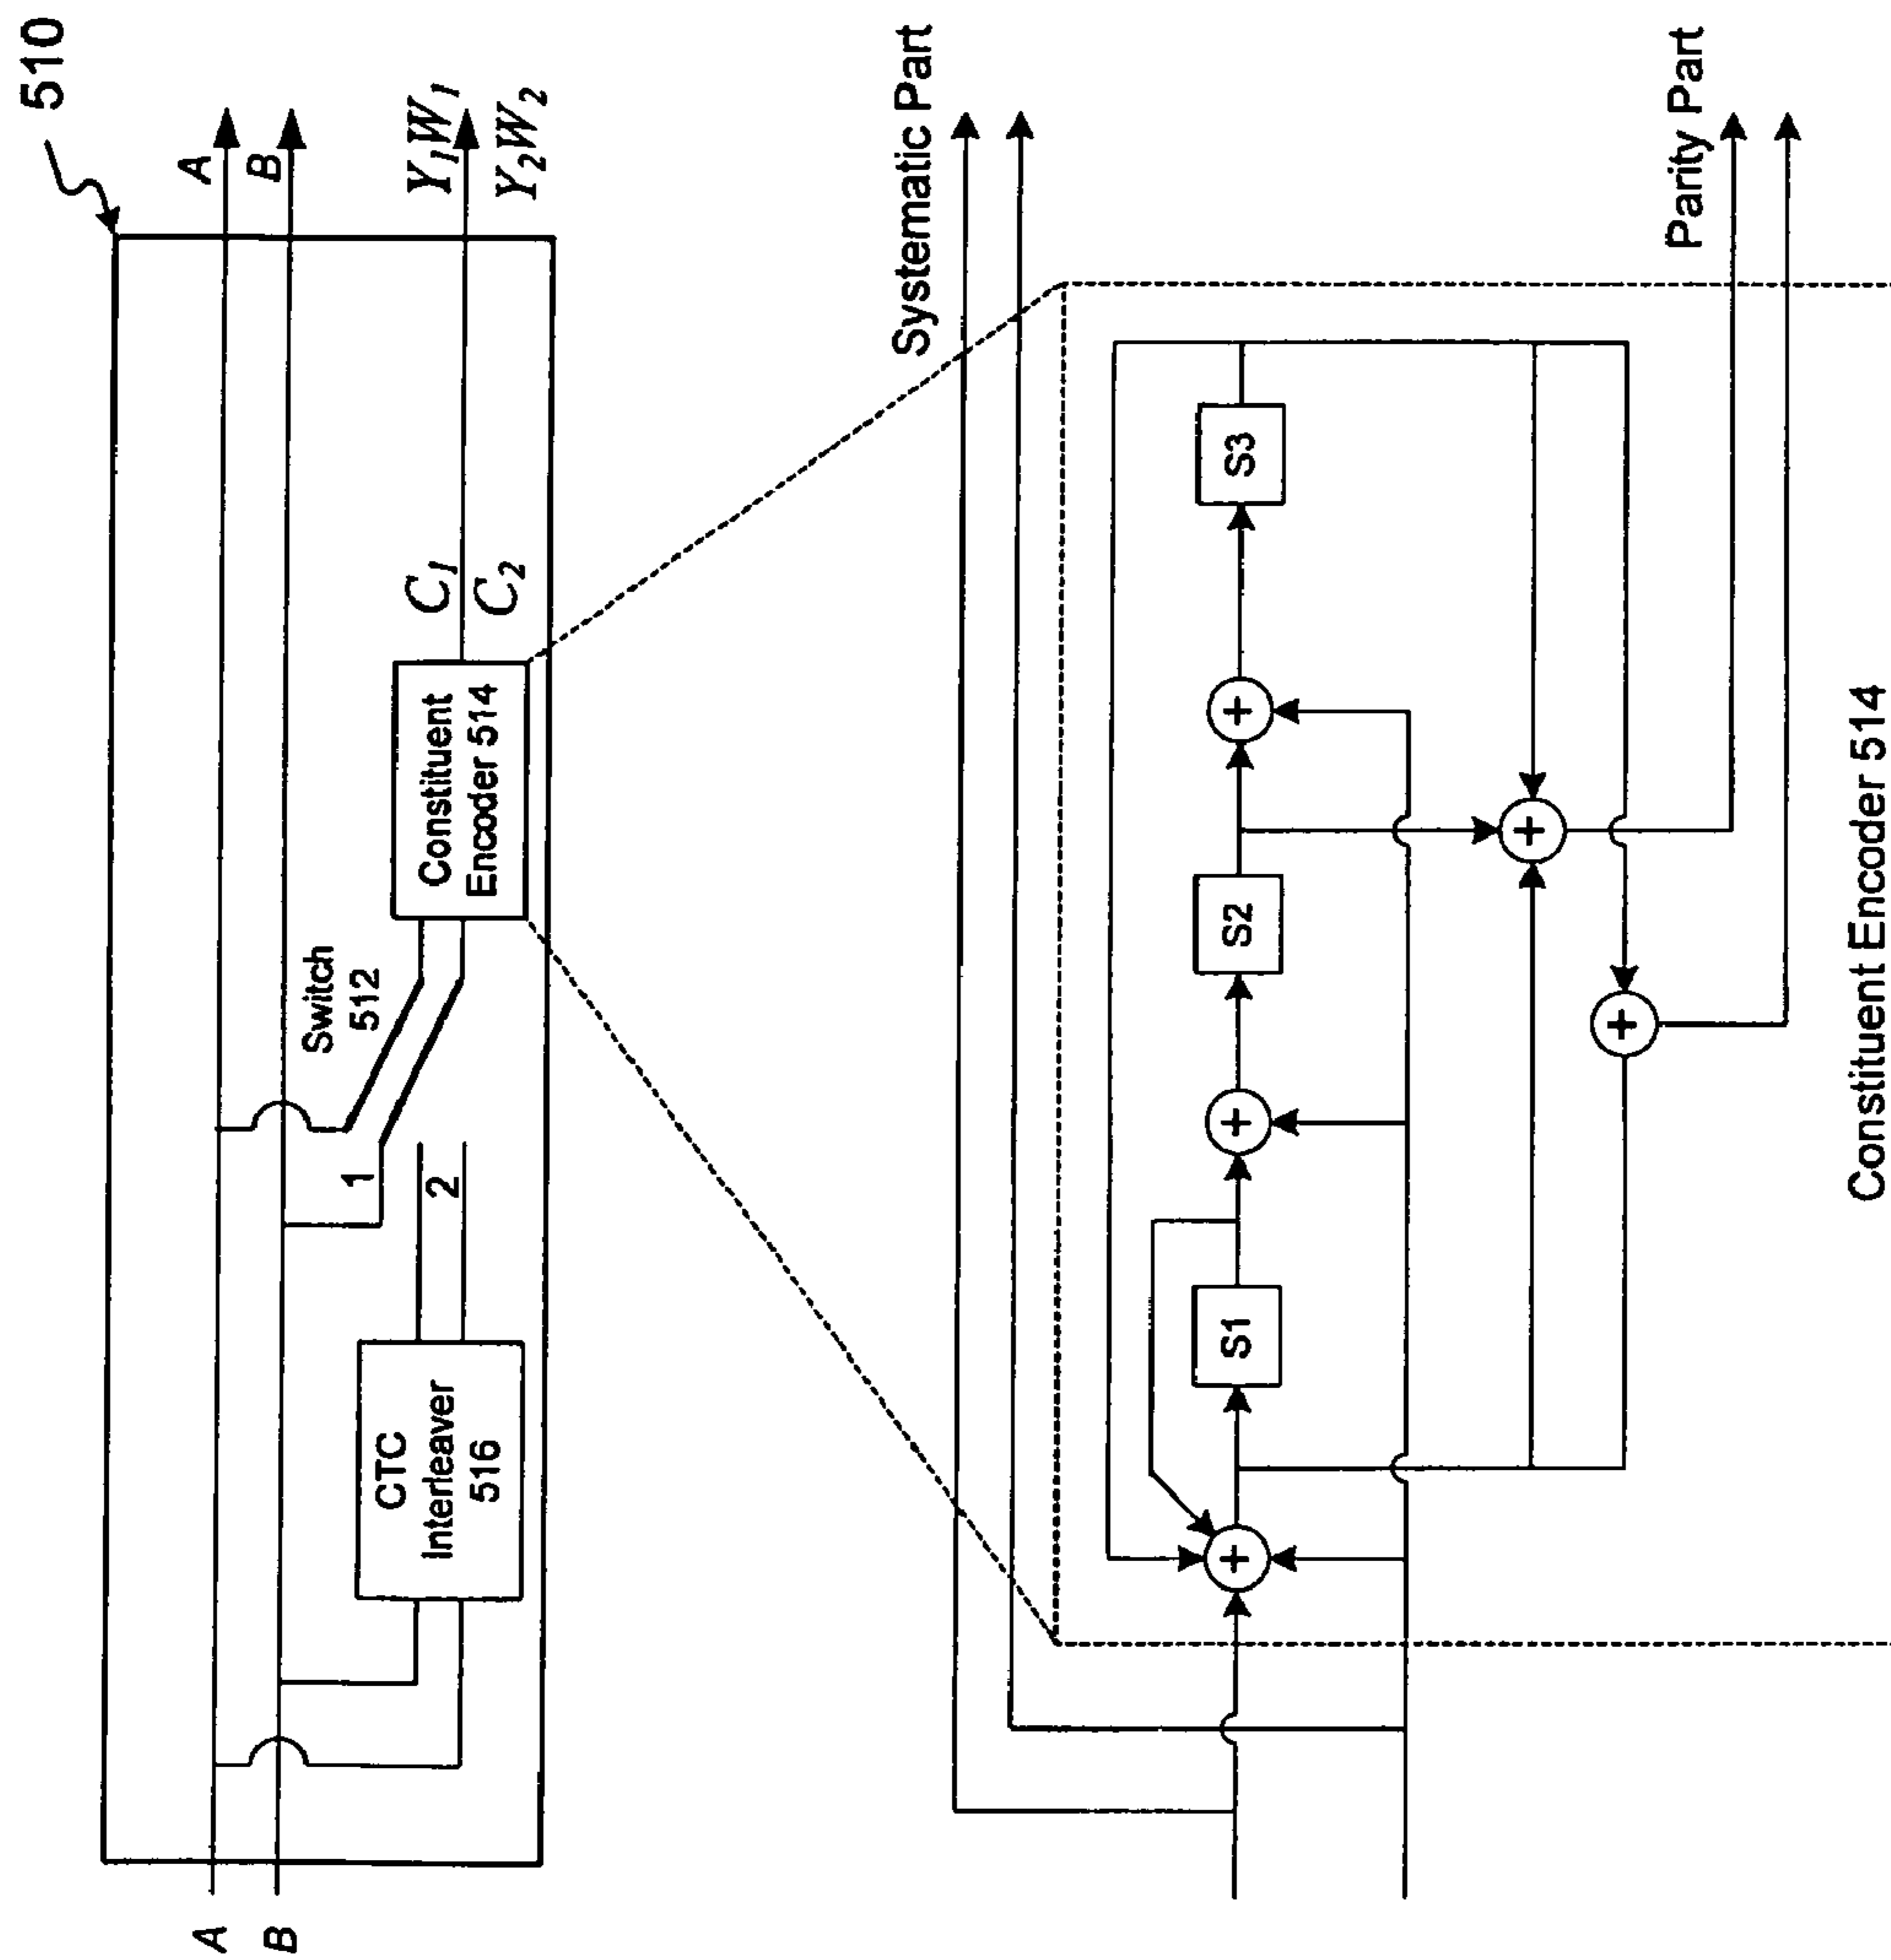 510
A
B
A
B
Y₁W₁
Y₂W₂
C₁
C₂
Switch
512
1
2
CTC
Interleaver
516
Constituent
Encoder 514
Systematic Part
+
S1
+
S2
+
S3
+
+
Parity Part
Constituent Encoder 514